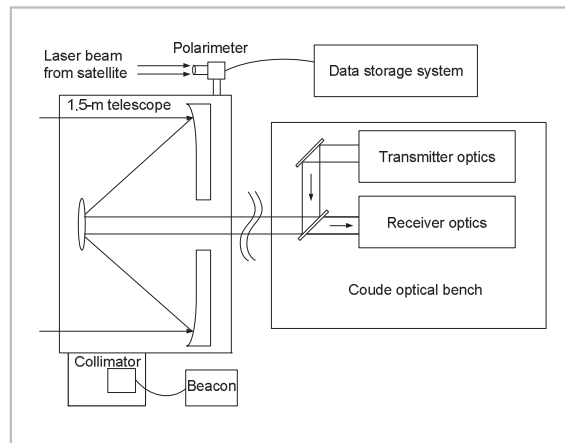 Polarimeter
Laser beam
from satellite
Data storage system
1.5-m telescope
Transmitter optics
Receiver optics
Coude optical bench
Collimator
Beacon